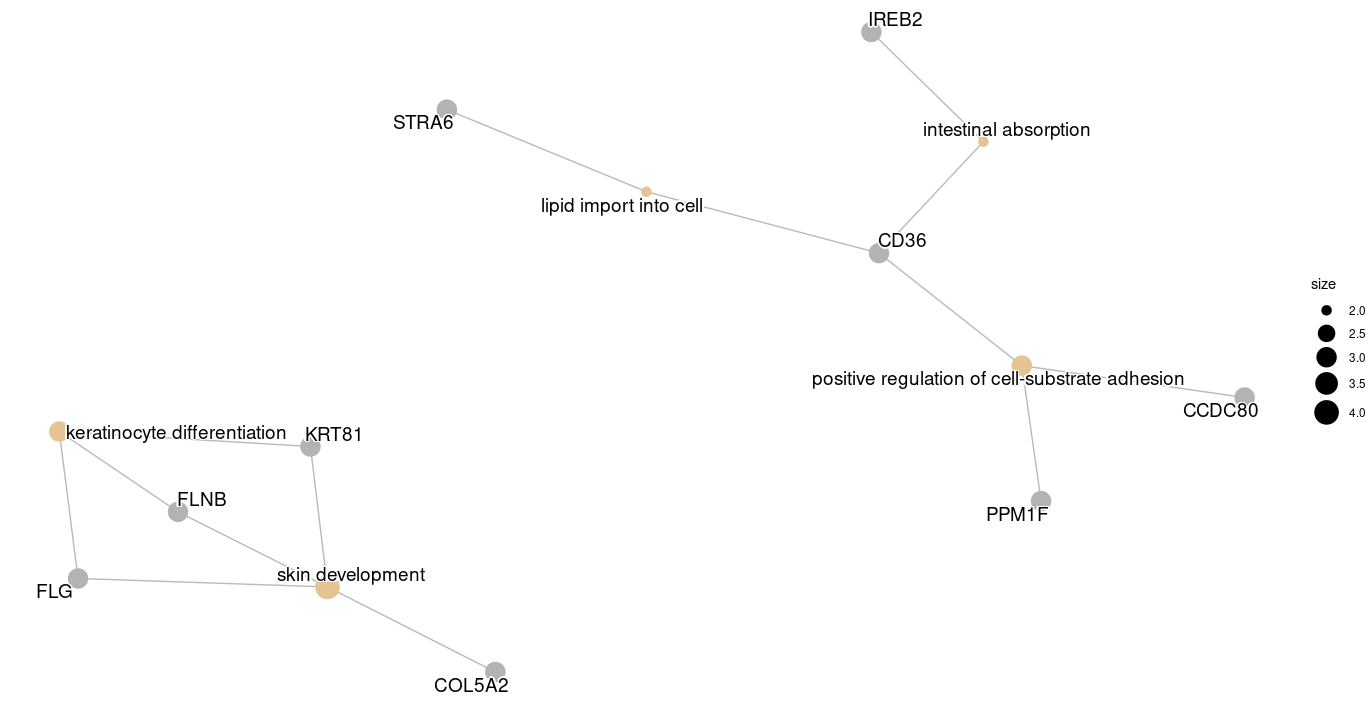 IREB2
STRA6
intestinal absorption
lipid import into cell
CD36
size
2.0
2.5
3.0
3.5
4.0
positive regulation of cell-substrate adhesion
CCDC80
keratinocyte differentiation
KRT81
FLNB
PPM1F
skin development
FLG
COL5A2